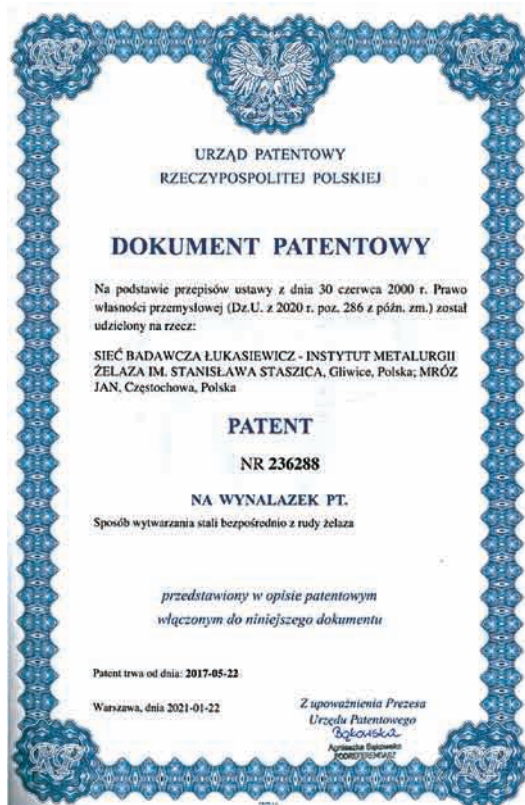 URZĄD PATENTOWY
RZECZYPOSPOLITEJ POLSKIEJ
DOKUMENT PATENTOWY
Na podstawie przepisów ustawy z dnia 30 czerwca 2000 r. Prawo
własności przemysłowej (Dz.U. z 2020 r. poz. 286 z późn. zm.) został
udzielony na rzecz:
SIEĆ BADAWCZA ŁUKASIEWICZ - INSTYTUT METALURGII
ŻELAZA IM. STANISŁAWA STASZICA, Gliwice, Polska; MRÓZ
JAN, Częstochowa, Polska
PATENT
NR 236288
NA WYNALAZEK PT.
Sposób wytwarzania stali bezpośrednio z rudy żelaza
przedstawiony w opisie patentowym
włączonym do niniejszego dokumentu
Patent trwa od dnia: 2017-05-22
Warszawa, dnia 2021-01-22
Z upoważnienia Prezesa
Urzędu Patentowego
Bąkowska
Agnieszka Bąkowska
PODREFERENDARZ